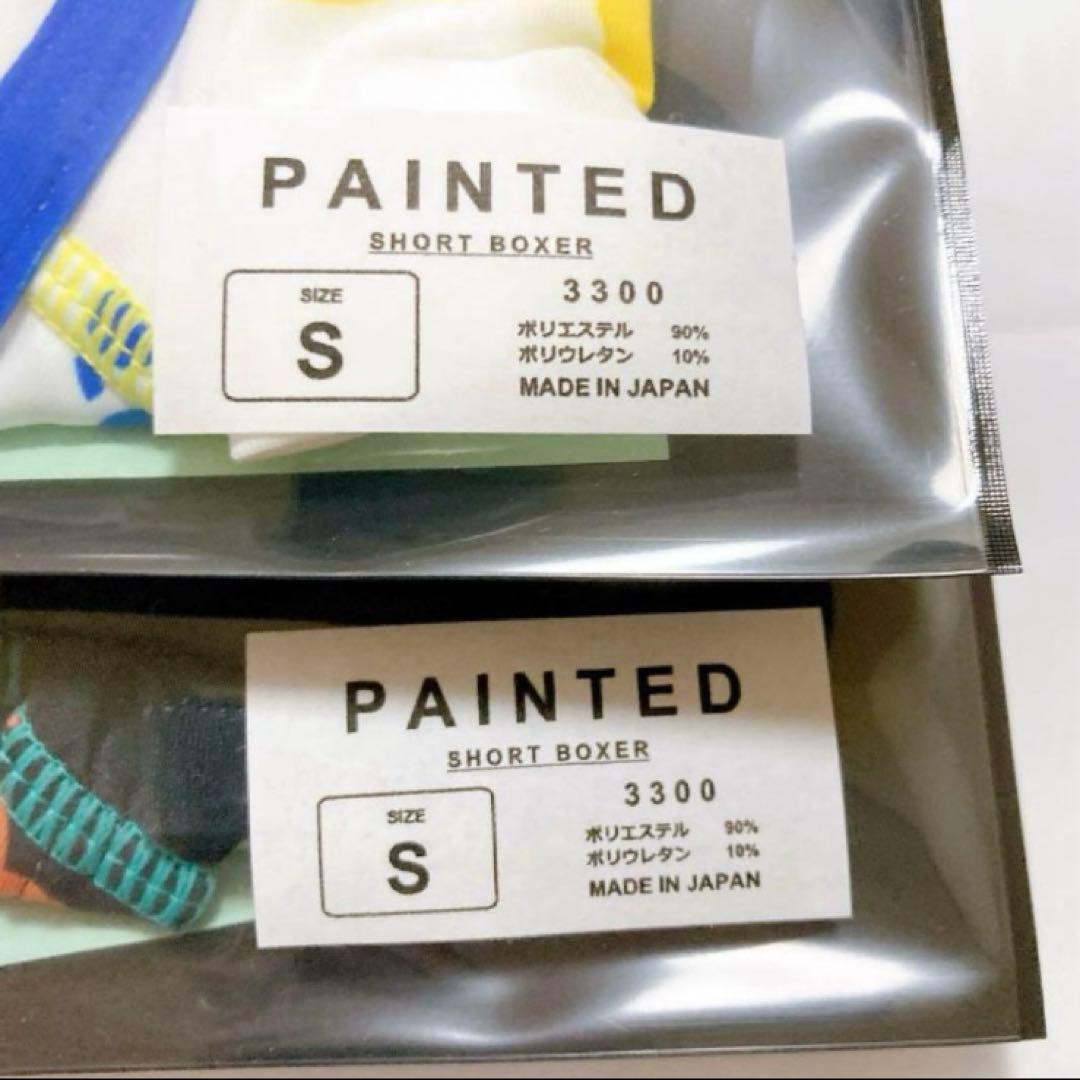 PAINTED
SHORT BOXER
SIZE
S
3300
ポリエステル 90%
ポリウレタン 10%
MADE IN JAPAN
PAINTED
SHORT BOXER
SIZE
S
3300
ポリエステル 90%
ポリウレタン 10%
MADE IN JAPAN